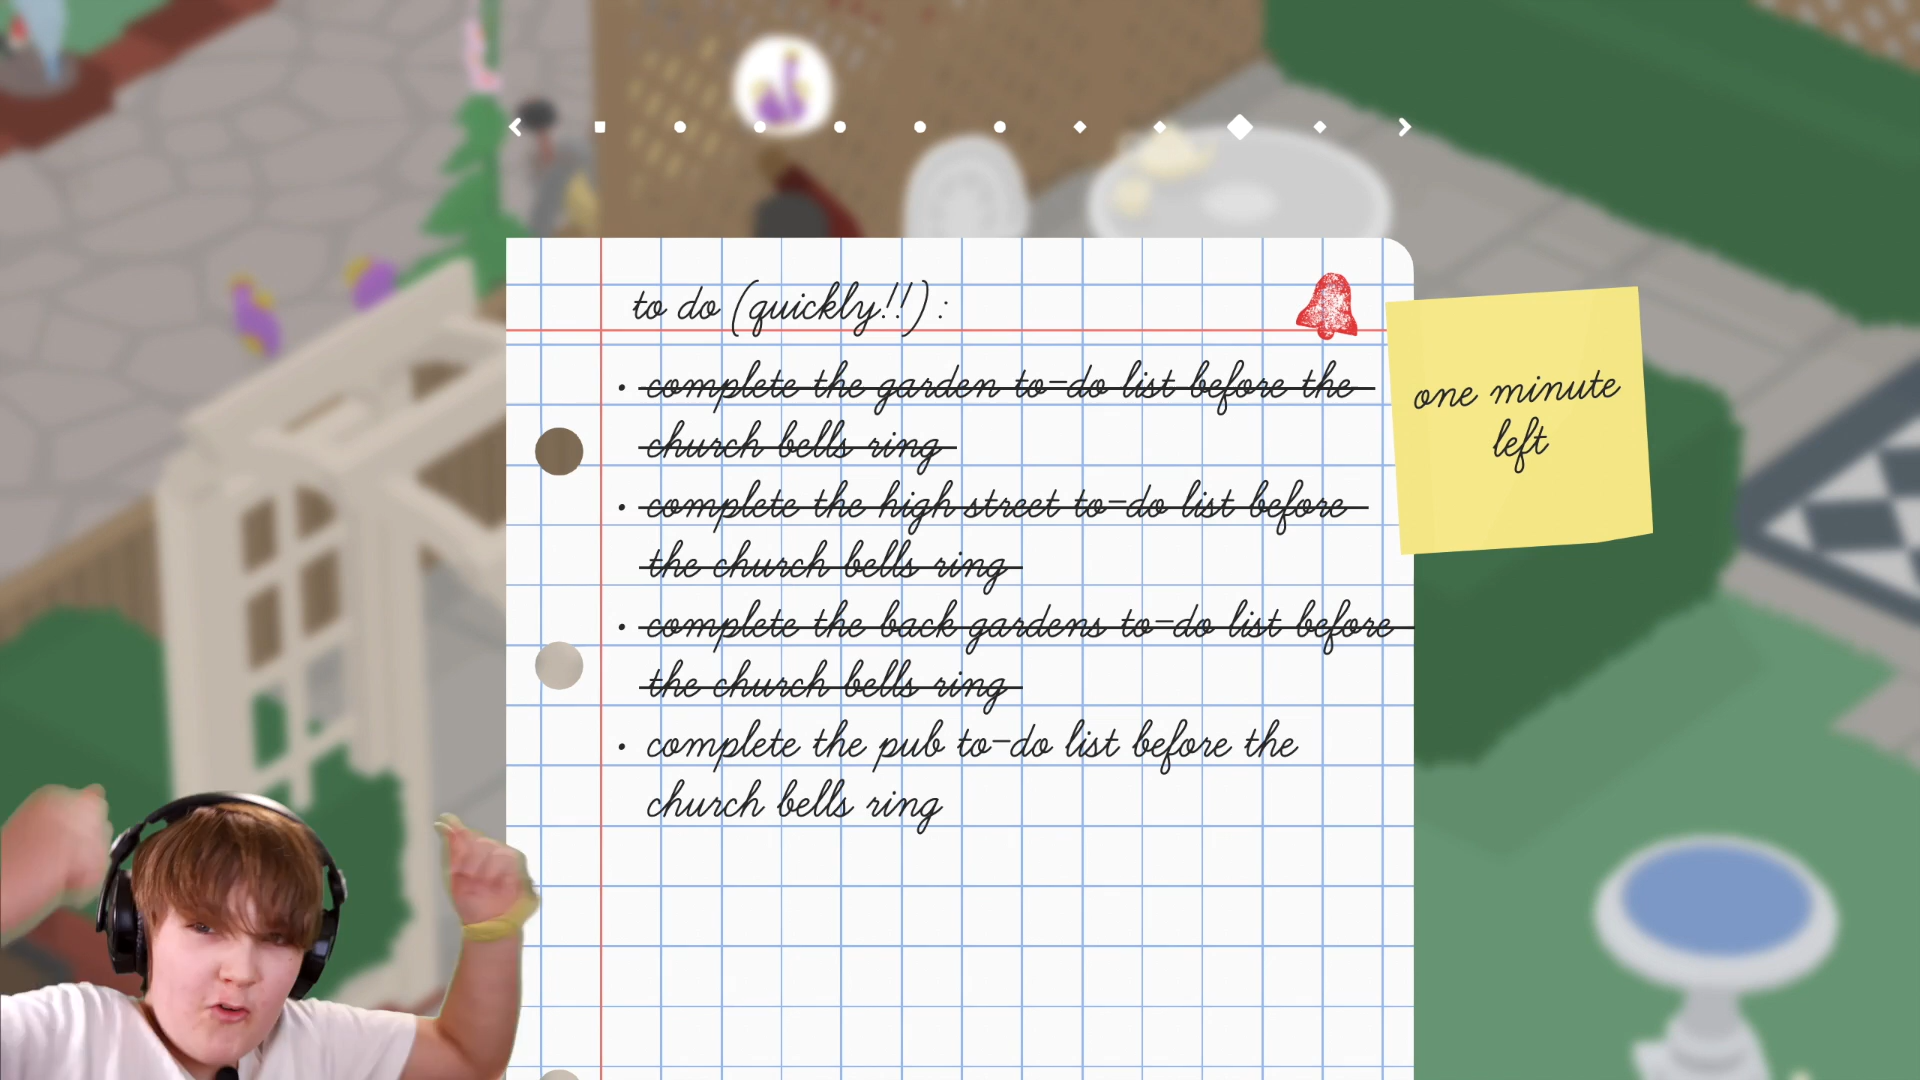 to do (quickly!!):
• complete the garden to-do list before the
church bells ring
• complete the high street to-do list before
the church bells ring
• complete the back gardens to-do list before
the church bells ring
• complete the pub to-do list before the
church bells ring
one minute
left